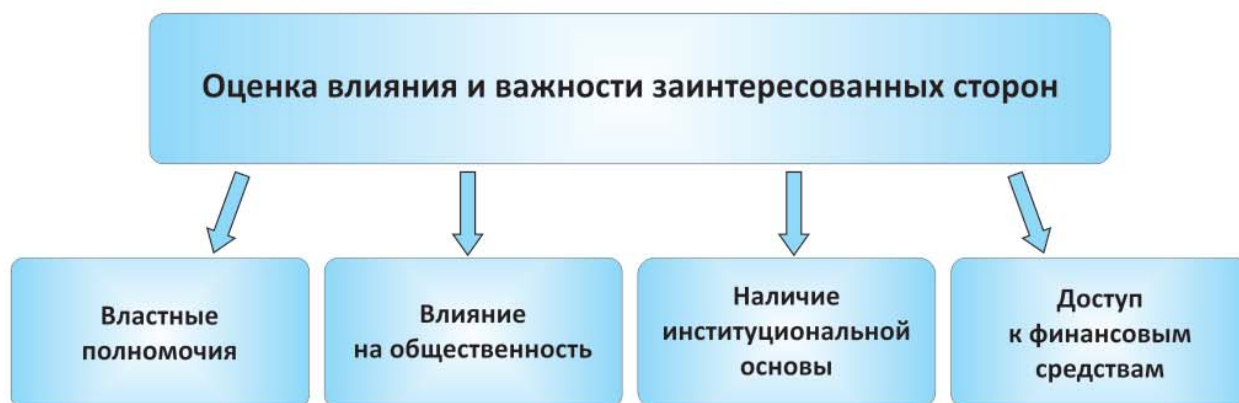 Оценка влияния и важности заинтересованных сторон
Властные
полномочия
Влияние
на общественность
Наличие
институциональной
основы
Доступ
к финансовым
средствам